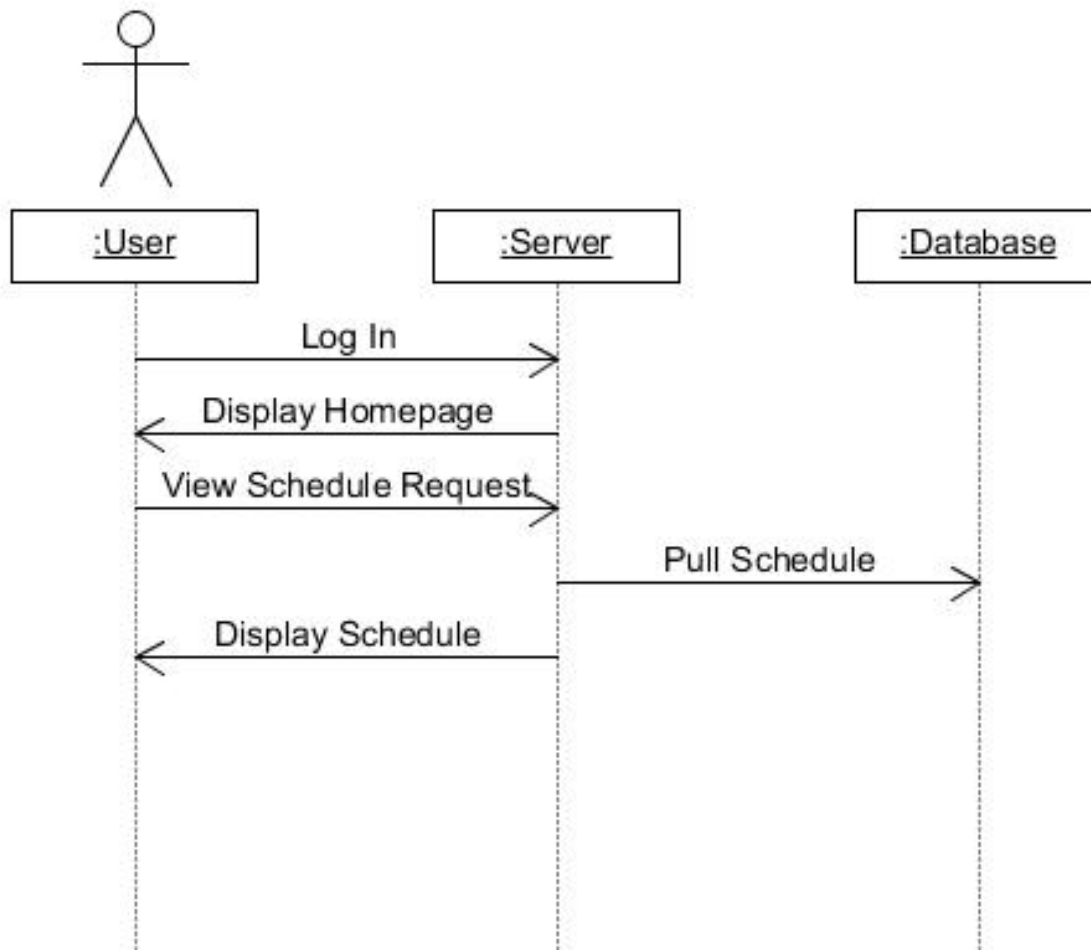 :User
:Server
:Database
Log In
Display Homepage
View Schedule Request
Pull Schedule
Display Schedule